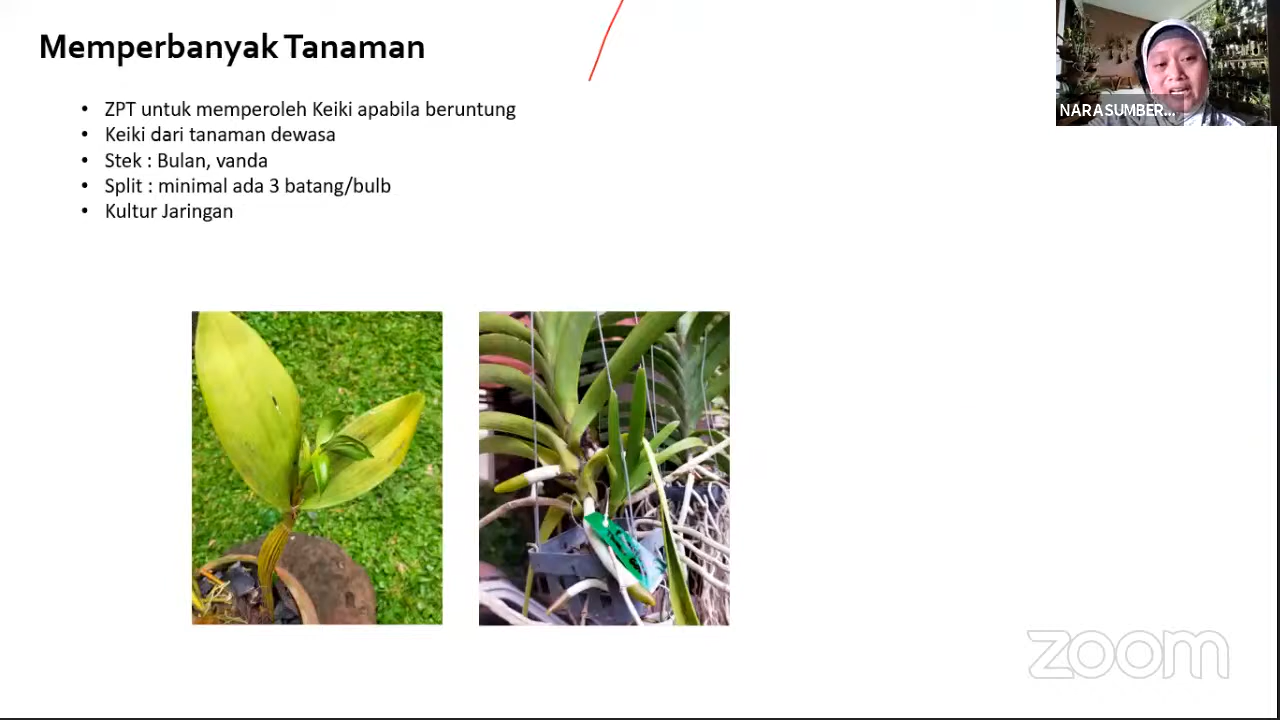 Memperbanyak Tanaman
• ZPT untuk memperoleh Keiki apabila beruntung
• Keiki dari tanaman dewasa
• Stek : Bulan, vanda
• Split : minimal ada 3 batang/bulb
• Kultur Jaringan
NARASUMBER...
zoom